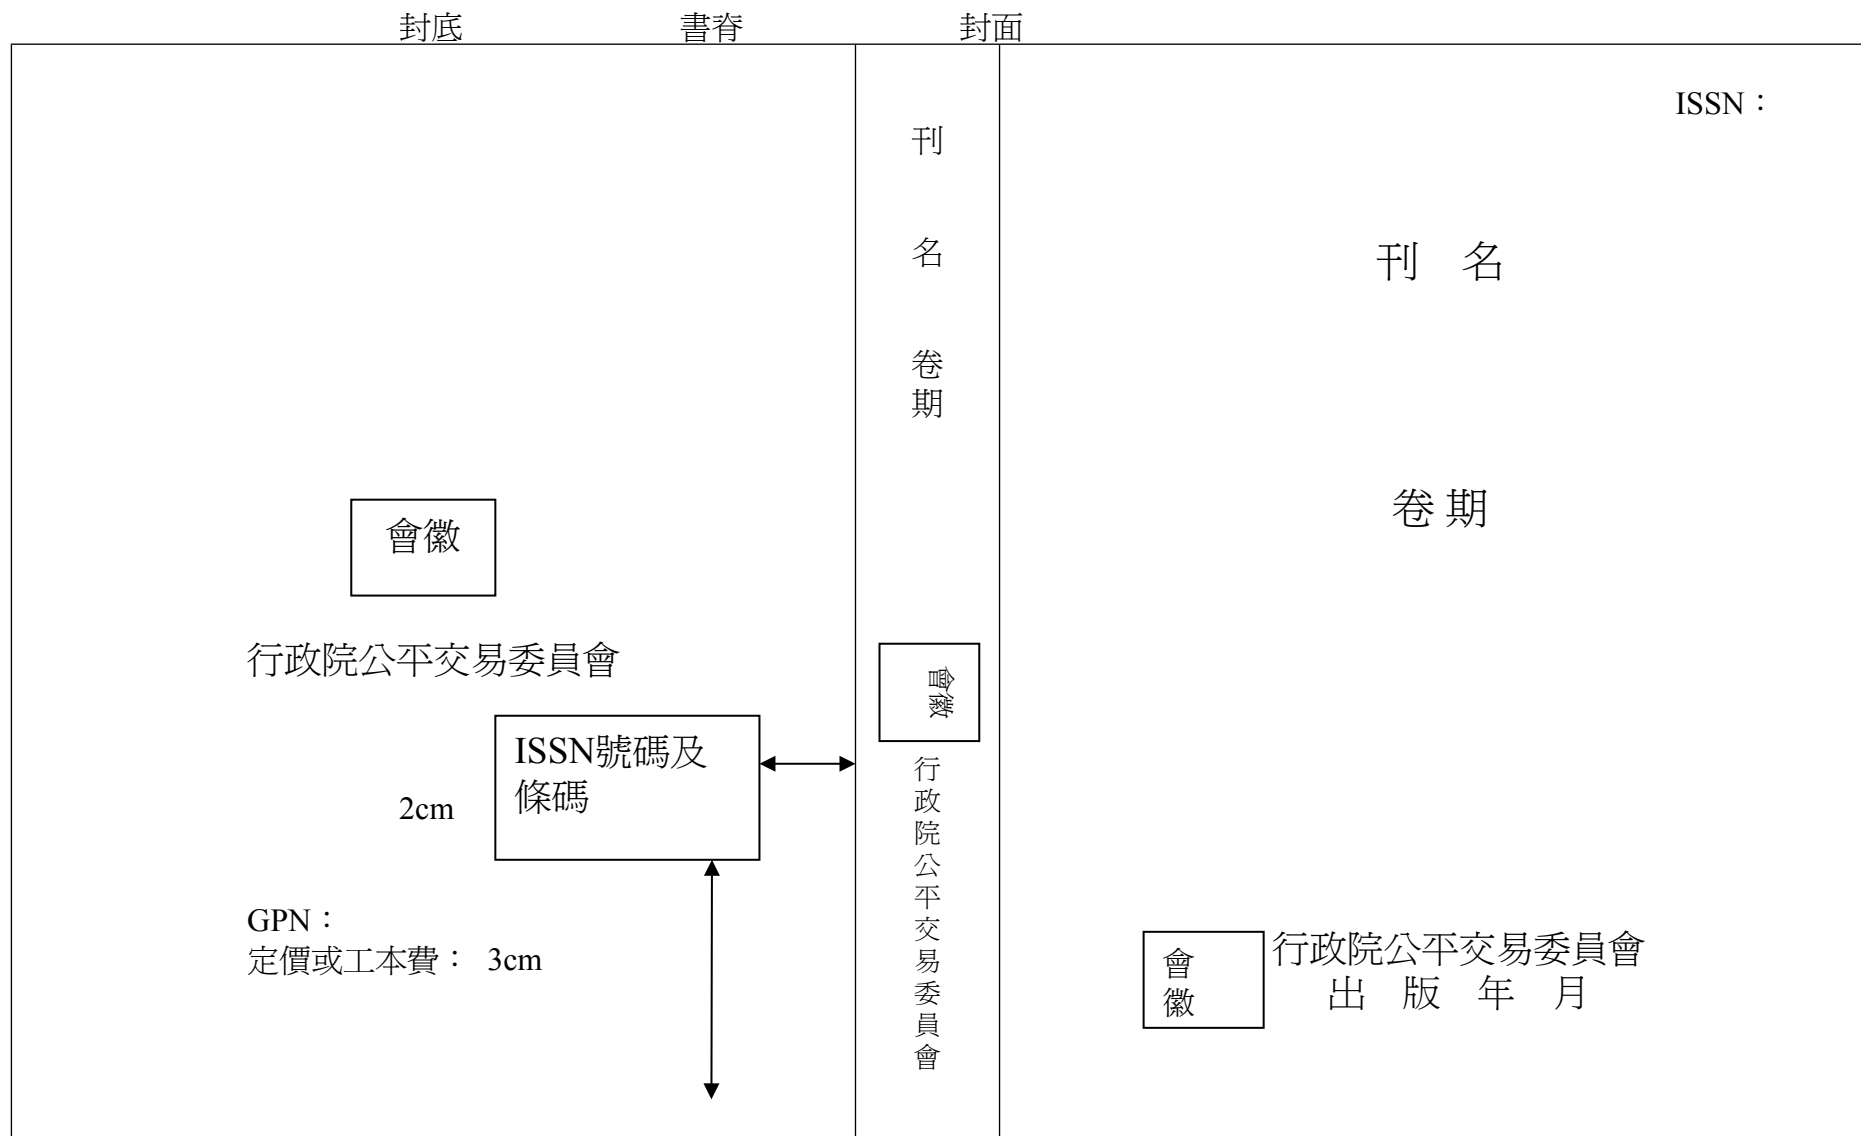 封底 書脊 封面
會徽
行政院公平交易委員會
ISSN號碼及
條碼
2cm
GPN：
定價或工本費： 3cm
刊名卷期
會徽
行政院公平交易委員會
ISSN：
刊 名
卷期
會徽
行政院公平交易委員會
出 版 年 月